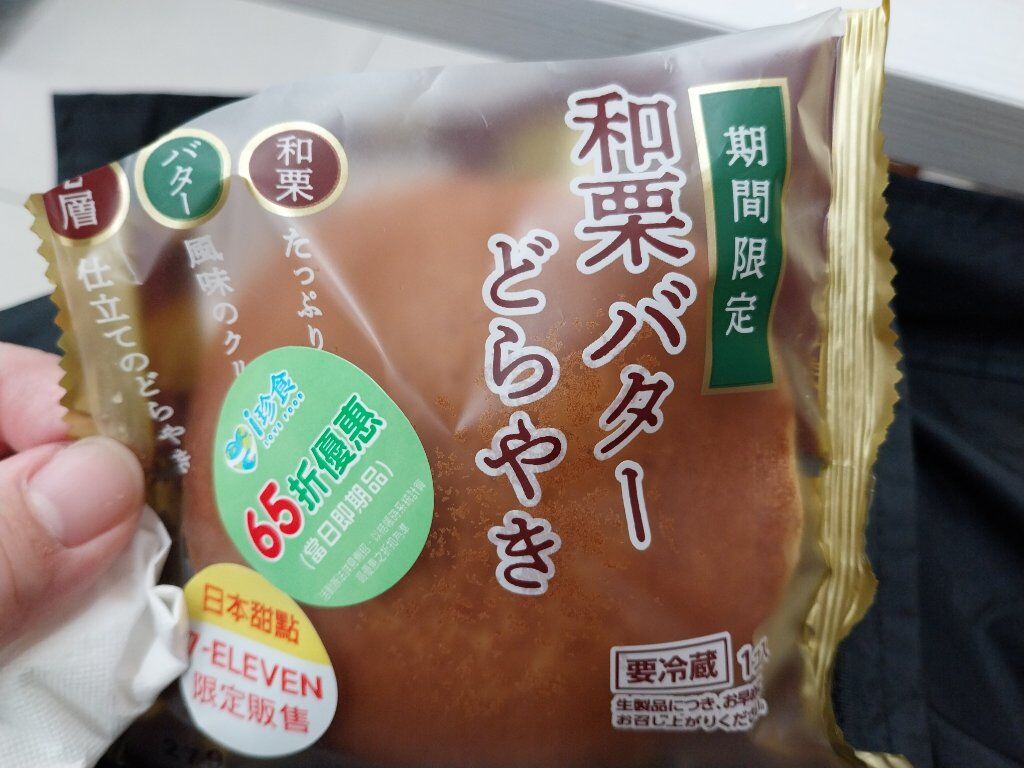 期間限定
和栗バター
どらやき
和栗
たっぷり
バター
風味のク
層
仕立てのどらやき
i珍食
LOVE FOOD
65折優惠
(當日即期品)
日本甜點
7-ELEVEN
限定販售
要冷蔵
生製品につき、お早め
お召し上がりくださ